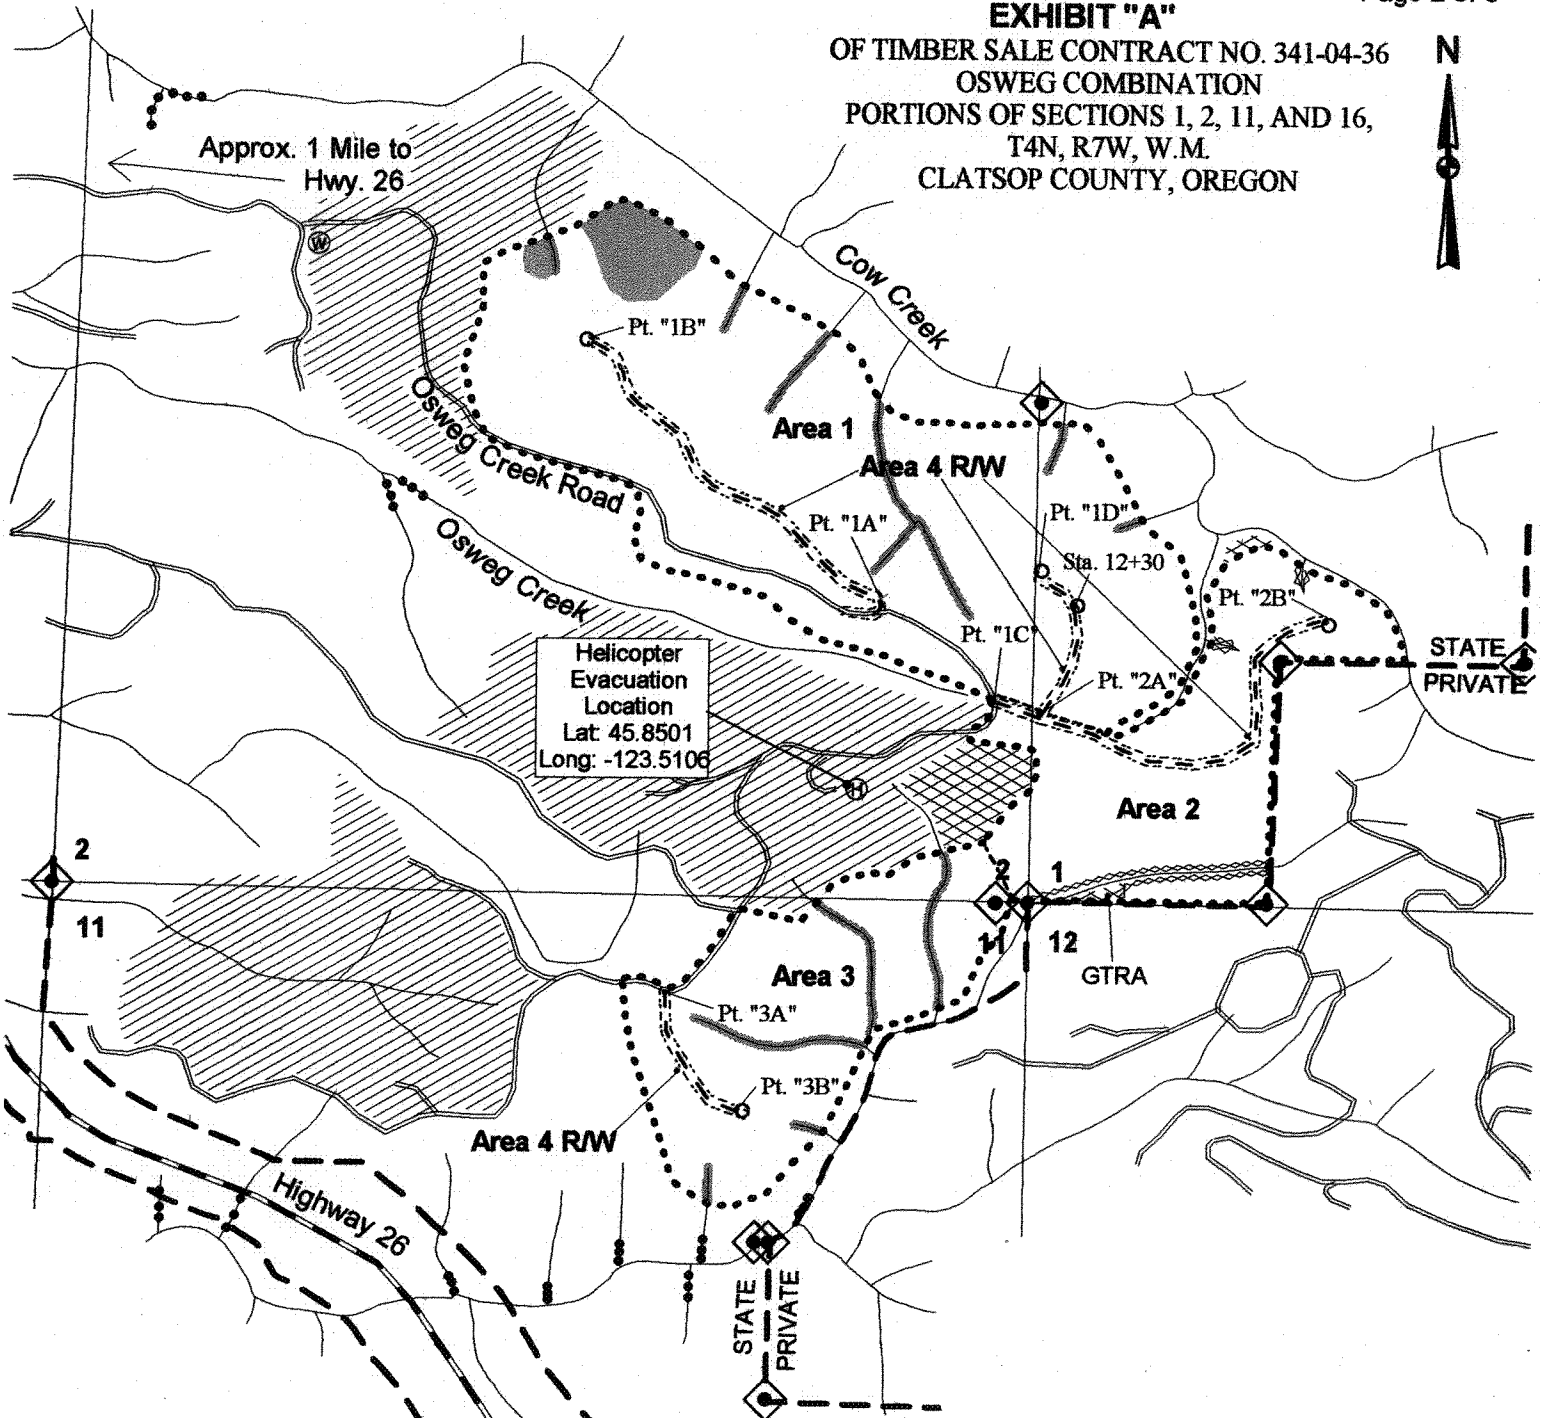 EXHIBIT "A"
OF TIMBER SALE CONTRACT NO. 341-04-36
OSWEG COMBINATION
PORTIONS OF SECTIONS 1, 2, 11, AND 16,
T4N, R7W, W.M.
CLATSOP COUNTY, OREGON
N
Approx. 1 Mile to
Hwy. 26
W
Cow Creek
Pt. "1B"
Osweg Creek Road
Area 1
Area 4 R/W
Pt. "1A"
Pt. "1D"
Osweg Creek
Sta. 12+30
Pt. "2B"
Pt. "1C"
STATE
PRIVATE
Helicopter
Evacuation
Location
Lat: 45.8501
Long: -123.5106
Pt. "2A"
H
Area 2
2
2
1
11
11
12
Area 3
GTRA
Pt. "3A"
Pt. "3B"
Area 4 R/W
Highway 26
STATE
PRIVATE